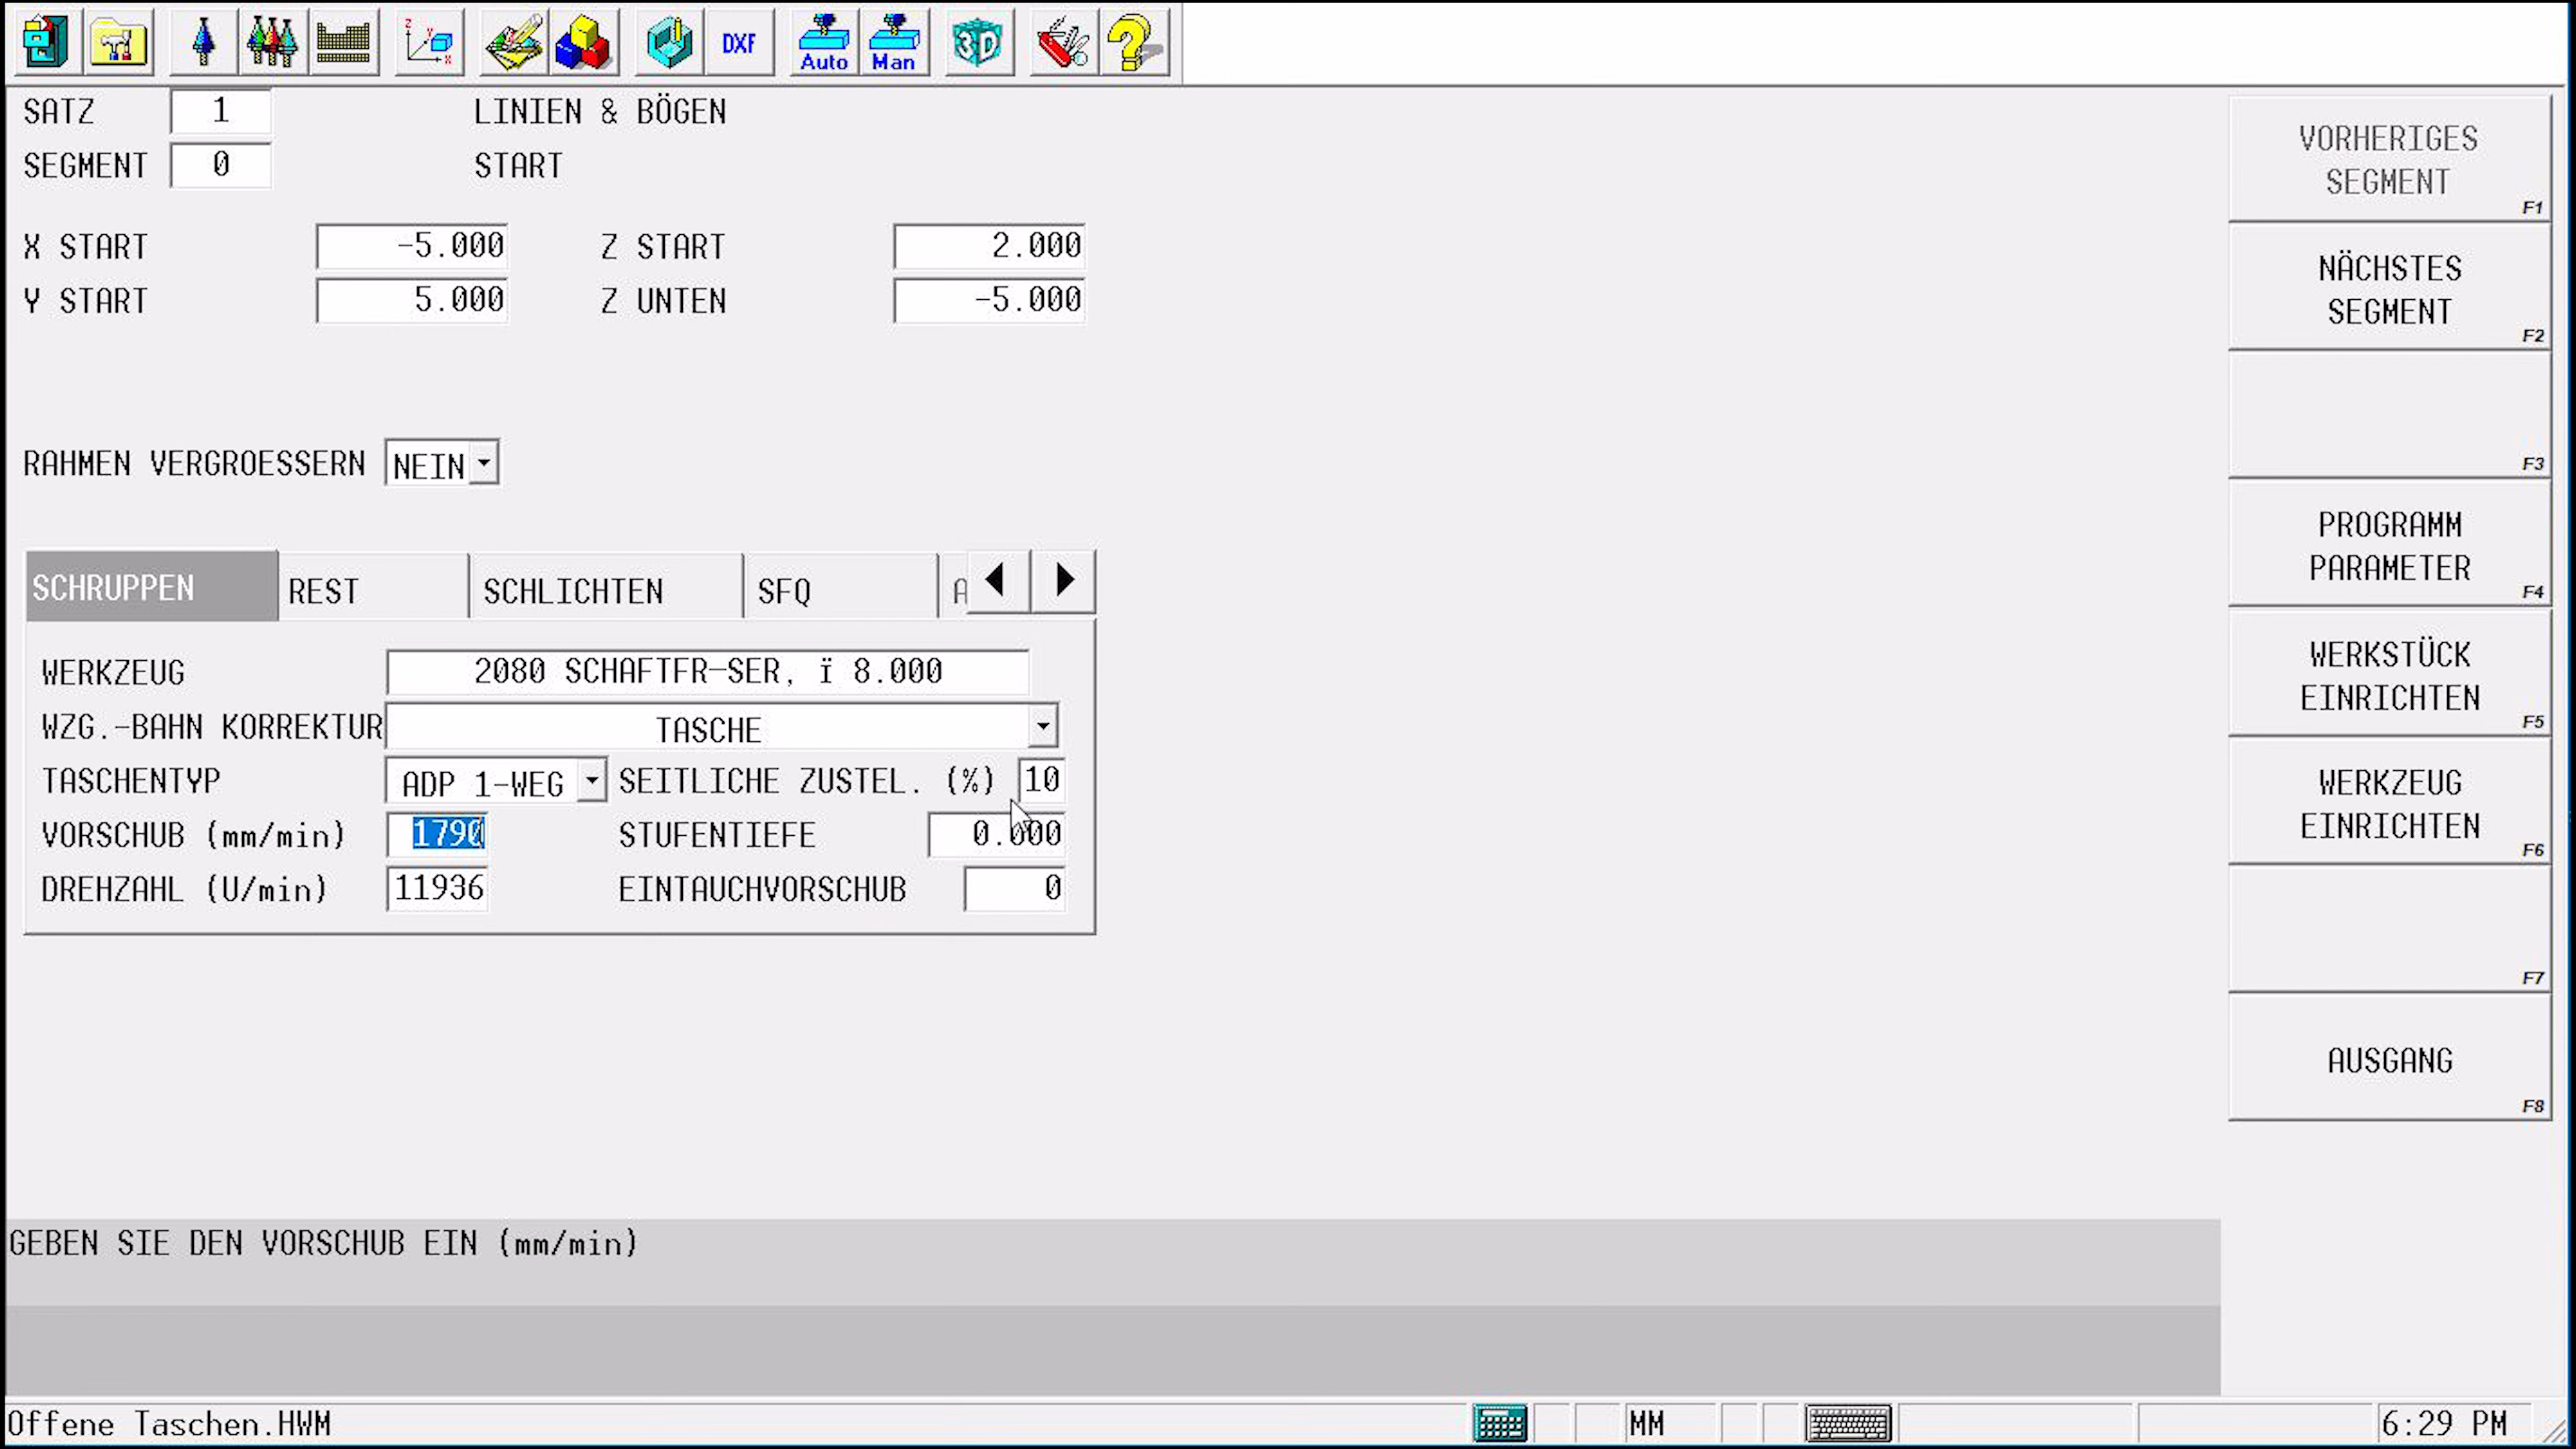 DXF
Auto
Man
3D
SATZ 1 LINIEN & BÖGEN
SEGMENT 0 START
X START -5.000 Z START 2.000
Y START 5.000 Z UNTEN -5.000
RAHMEN VERGROESSERN NEIN
SCHRUPPEN REST SCHLICHTEN SFQ A
WERKZEUG 2080 SCHAFTFR-SER, ï 8.000
WZG.-BAHN KORREKTUR TASCHE
TASCHENTYP ADP 1-WEG SEITLICHE ZUSTEL. (%) 10
VORSCHUB (mm/min) 1790 STUFENTIEFE 0.000
DREHZAHL (U/min) 11936 EINTAUCHVORSCHUB 0
VORHERIGES
SEGMENT
F1
NÄCHSTES
SEGMENT
F2
F3
PROGRAMM
PARAMETER
F4
WERKSTÜCK
EINRICHTEN
F5
WERKZEUG
EINRICHTEN
F6
F7
AUSGANG
F8
GEBEN SIE DEN VORSCHUB EIN (mm/min)
Offene Taschen.HWM MM 6:29 PM